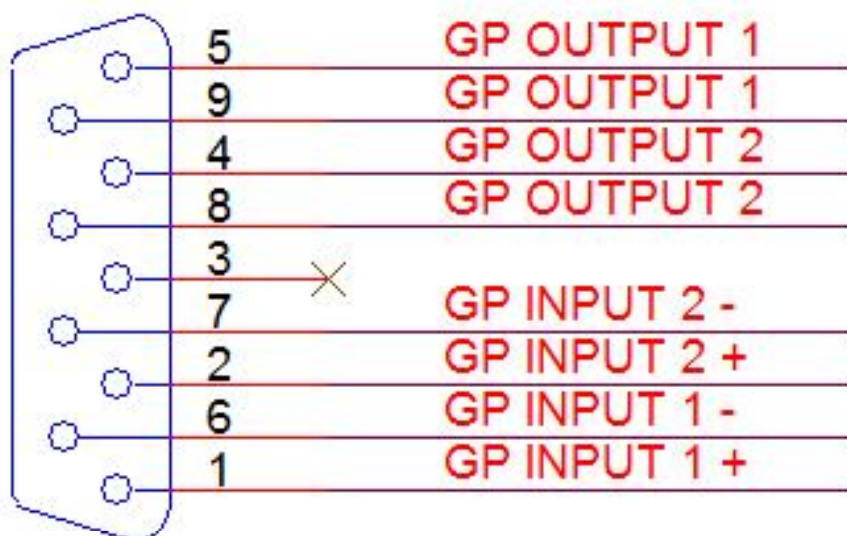 5 GP OUTPUT 1
9 GP OUTPUT 1
4 GP OUTPUT 2
8 GP OUTPUT 2
3
7 GP INPUT 2 -
2 GP INPUT 2 +
6 GP INPUT 1 -
1 GP INPUT 1 +